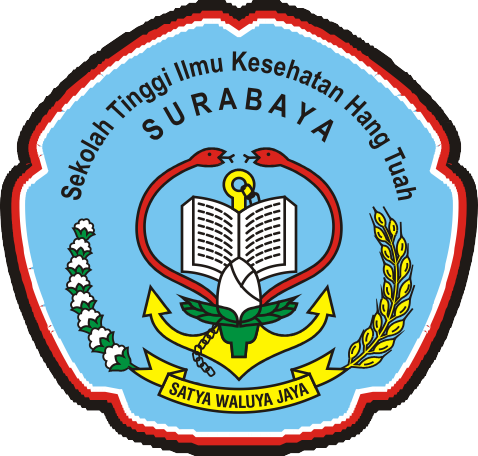 Sekolah Tinggi Ilmu Kesehatan Hang Tuah
SURABAYA
SATYA WALUYA JAYA